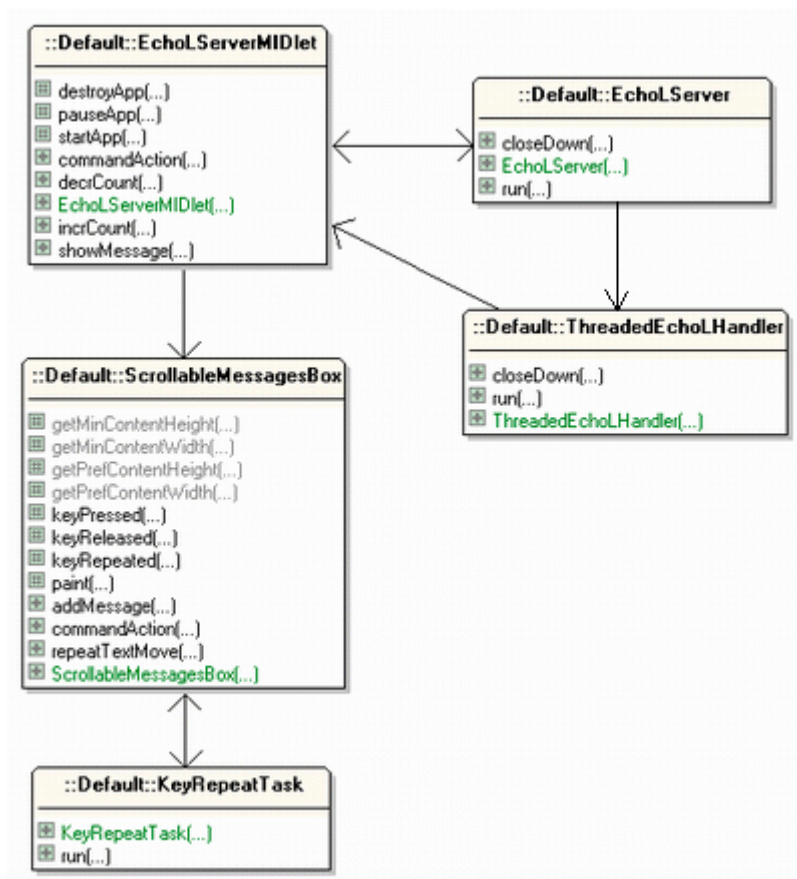 ::Default::EchoLServerMIDlet
destroyApp(...)
pauseApp(...)
startApp(...)
commandAction(...)
decrCount(...)
EchoLServerMIDlet(...)
incrCount(...)
showMessage(...)
::Default::EchoLServer
closeDown(...)
EchoLServer(...)
run(...)
::Default::ThreadedEchoLHandler
closeDown(...)
run(...)
ThreadedEchoLHandler(...)
::Default::ScrollableMessagesBox
getMinContentHeight(...)
getMinContentWidth(...)
getPrefContentHeight(...)
getPrefContentWidth(...)
keyPressed(...)
keyReleased(...)
keyRepeated(...)
paint(...)
addMessage(...)
commandAction(...)
repeatTextMove(...)
ScrollableMessagesBox(...)
::Default::KeyRepeatTask
KeyRepeatTask(...)
run(...)